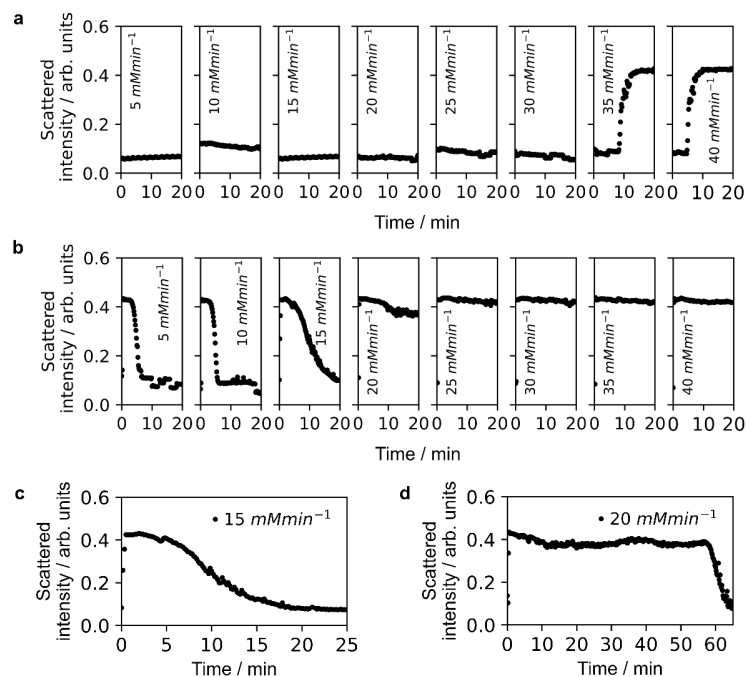 a
Scattered
intensity / arb. units
0.6
0.4
0.2
0.0
5 mMmin⁻¹
10 mMmin⁻¹
15 mMmin⁻¹
20 mMmin⁻¹
25 mMmin⁻¹
30 mMmin⁻¹
35 mMmin⁻¹
40 mMmin⁻¹
0 10 20 0 10 20 0 10 20 0 10 20 0 10 20 0 10 20 0 10 20 0 10 20
Time / min
b
Scattered
intensity / arb. units
0.6
0.4
0.2
0.0
5 mMmin⁻¹
10 mMmin⁻¹
15 mMmin⁻¹
20 mMmin⁻¹
25 mMmin⁻¹
30 mMmin⁻¹
35 mMmin⁻¹
40 mMmin⁻¹
0 10 20 0 10 20 0 10 20 0 10 20 0 10 20 0 10 20 0 10 20 0 10 20
Time / min
c
Scattered
intensity / arb. units
0.6
0.4
0.2
0.0
15 mMmin⁻¹
0 5 10 15 20 25
Time / min
d
Scattered
intensity / arb. units
0.6
0.4
0.2
0.0
20 mMmin⁻¹
0 10 20 30 40 50 60
Time / min